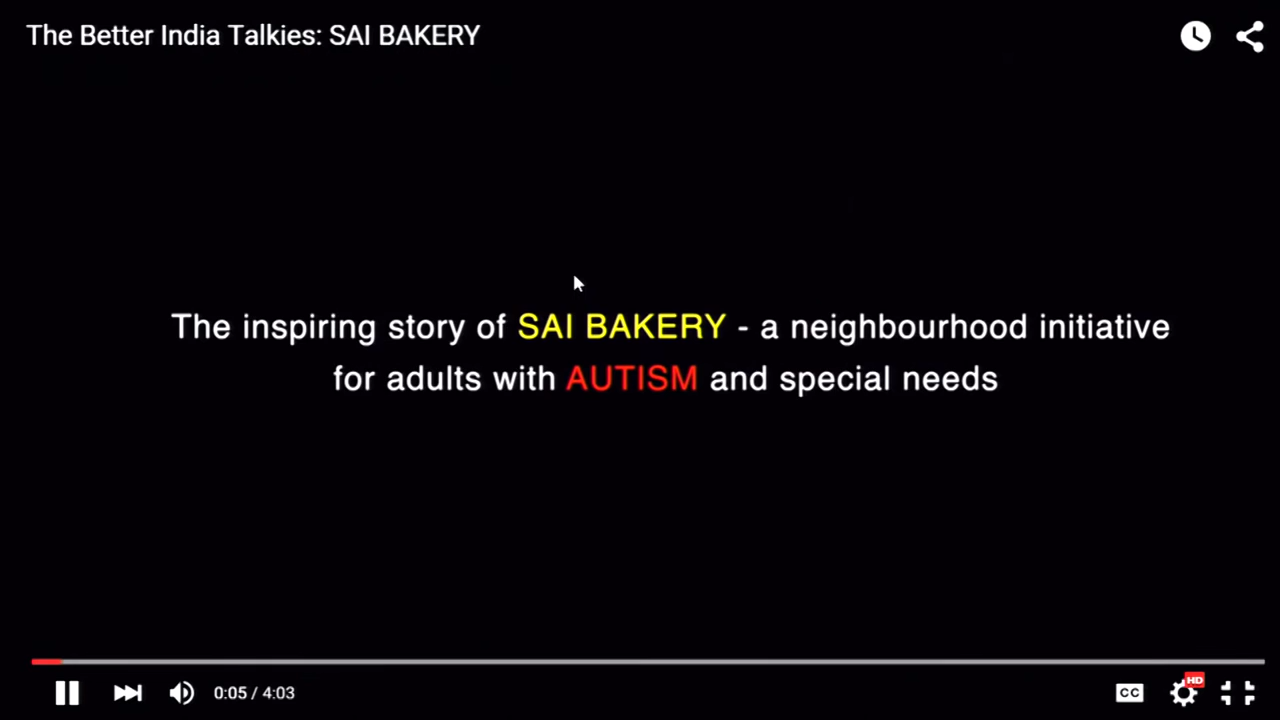 The Better India Talkies: SAI BAKERY
The inspiring story of SAI BAKERY - a neighbourhood initiative
for adults with AUTISM and special needs
0:05 / 4:03
CC
HD